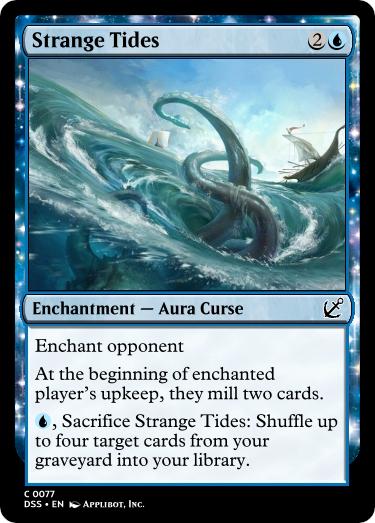 Strange Tides 2
Enchantment — Aura Curse
Enchant opponent
At the beginning of enchanted
player's upkeep, they mill two cards.
, Sacrifice Strange Tides: Shuffle up
to four target cards from your
graveyard into your library.
C 0077
DSS • EN Applibot, Inc.